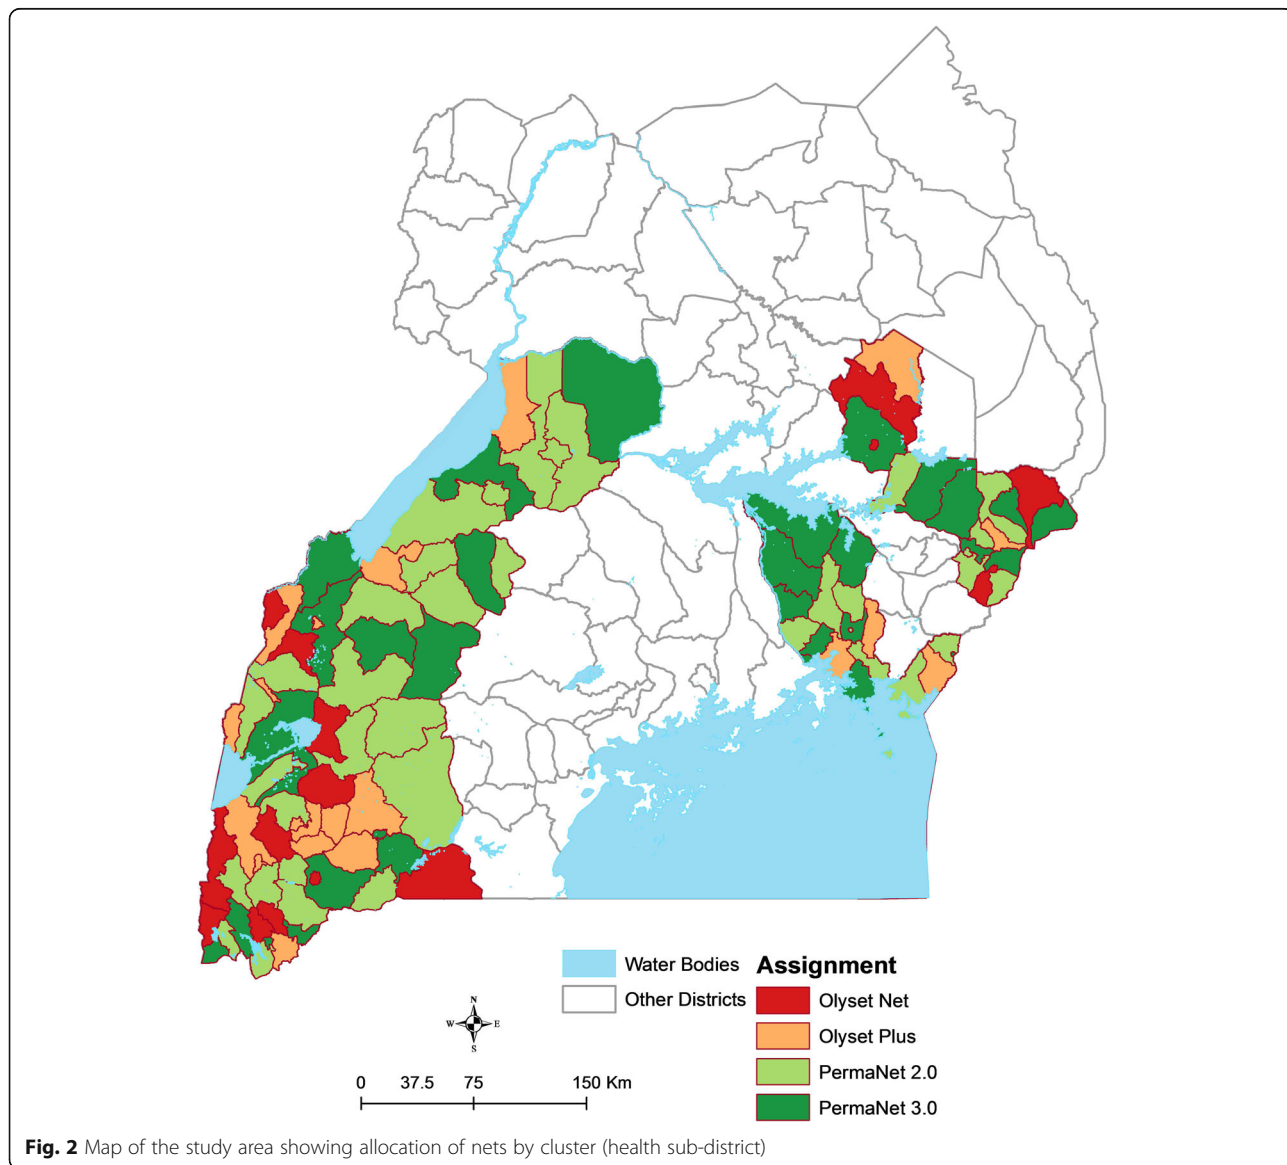 Water Bodies
Other Districts
Assignment
Olyset Net
Olyset Plus
PermaNet 2.0
PermaNet 3.0
N
W E
S
0 37.5 75 150 Km
Fig. 2 Map of the study area showing allocation of nets by cluster (health sub-district)